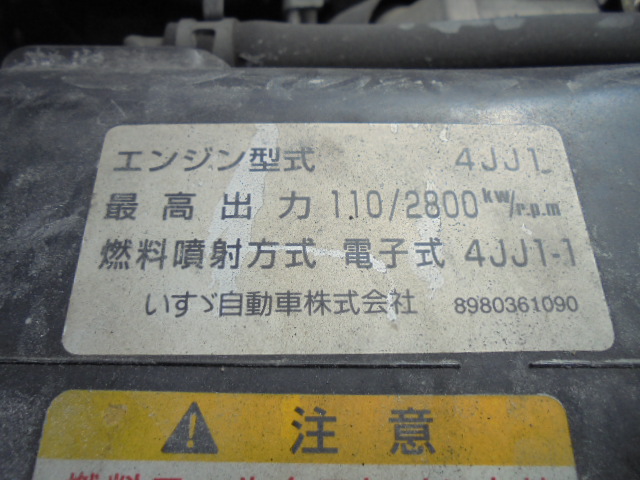 エンジン型式 4JJ1
最高出力 110/2800 kW/r.p.m
燃料噴射方式 電子式 4JJ1-1
いすゞ自動車株式会社 8980361090
注意